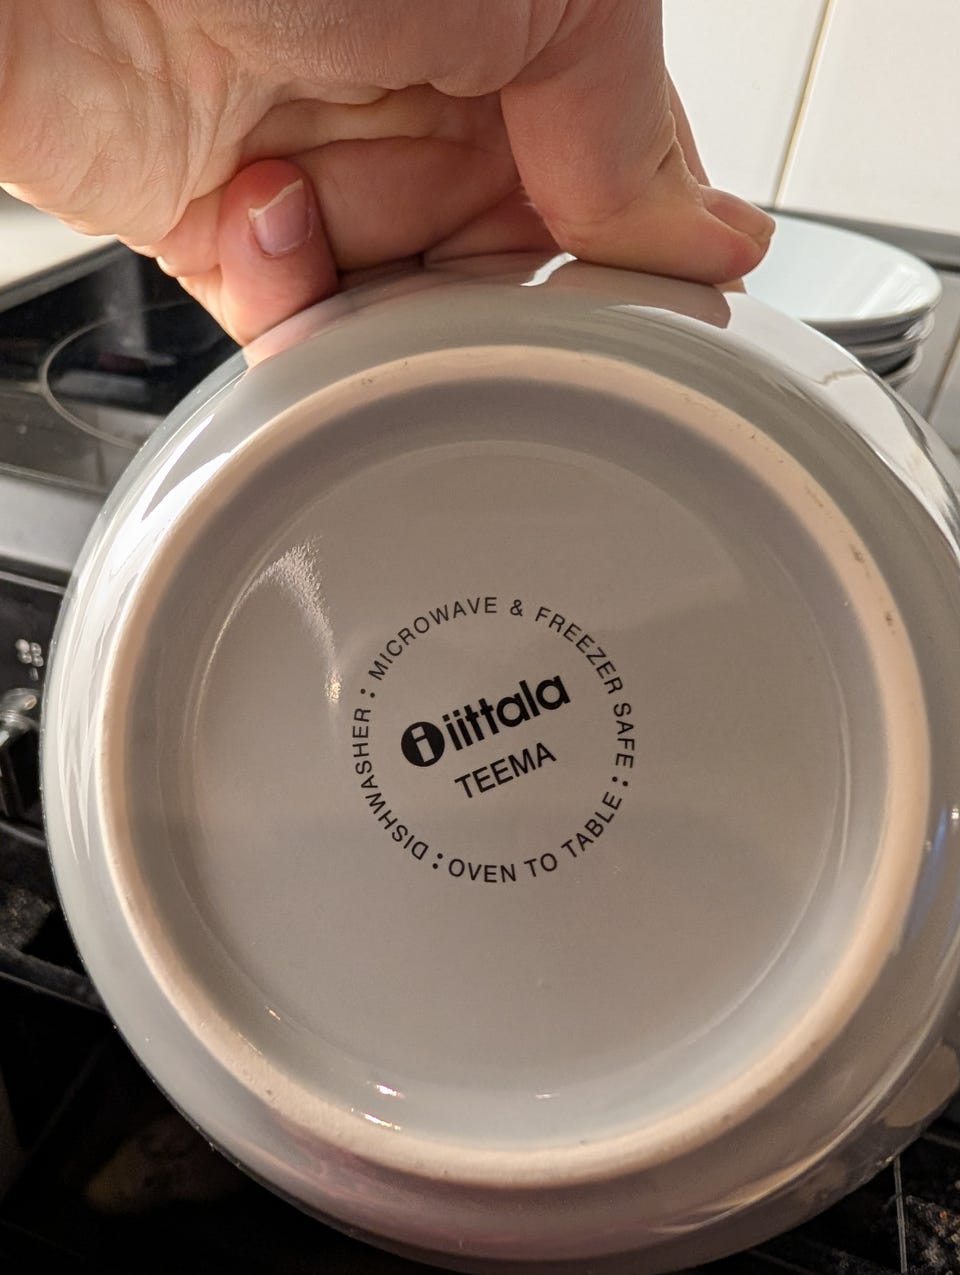 MICROWAVE & FREEZER SAFE : OVEN TO TABLE : DISHWASHER :
i iittala
TEEMA